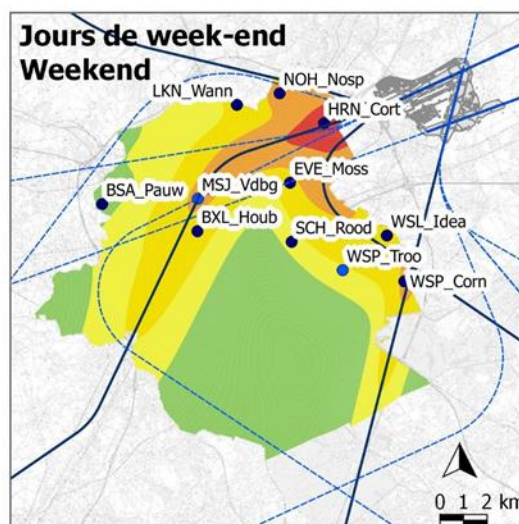 Jours de week-end
Weekend
NOH_Nosp
LKN_Wann
HRN_Cort
EVE_Moss
BSA_Pauw
MSJ_Vdbg
BXL_Houb
SCH_Rood
WSL_Idea
WSP_Troo
WSP_Corn
0 1 2 km